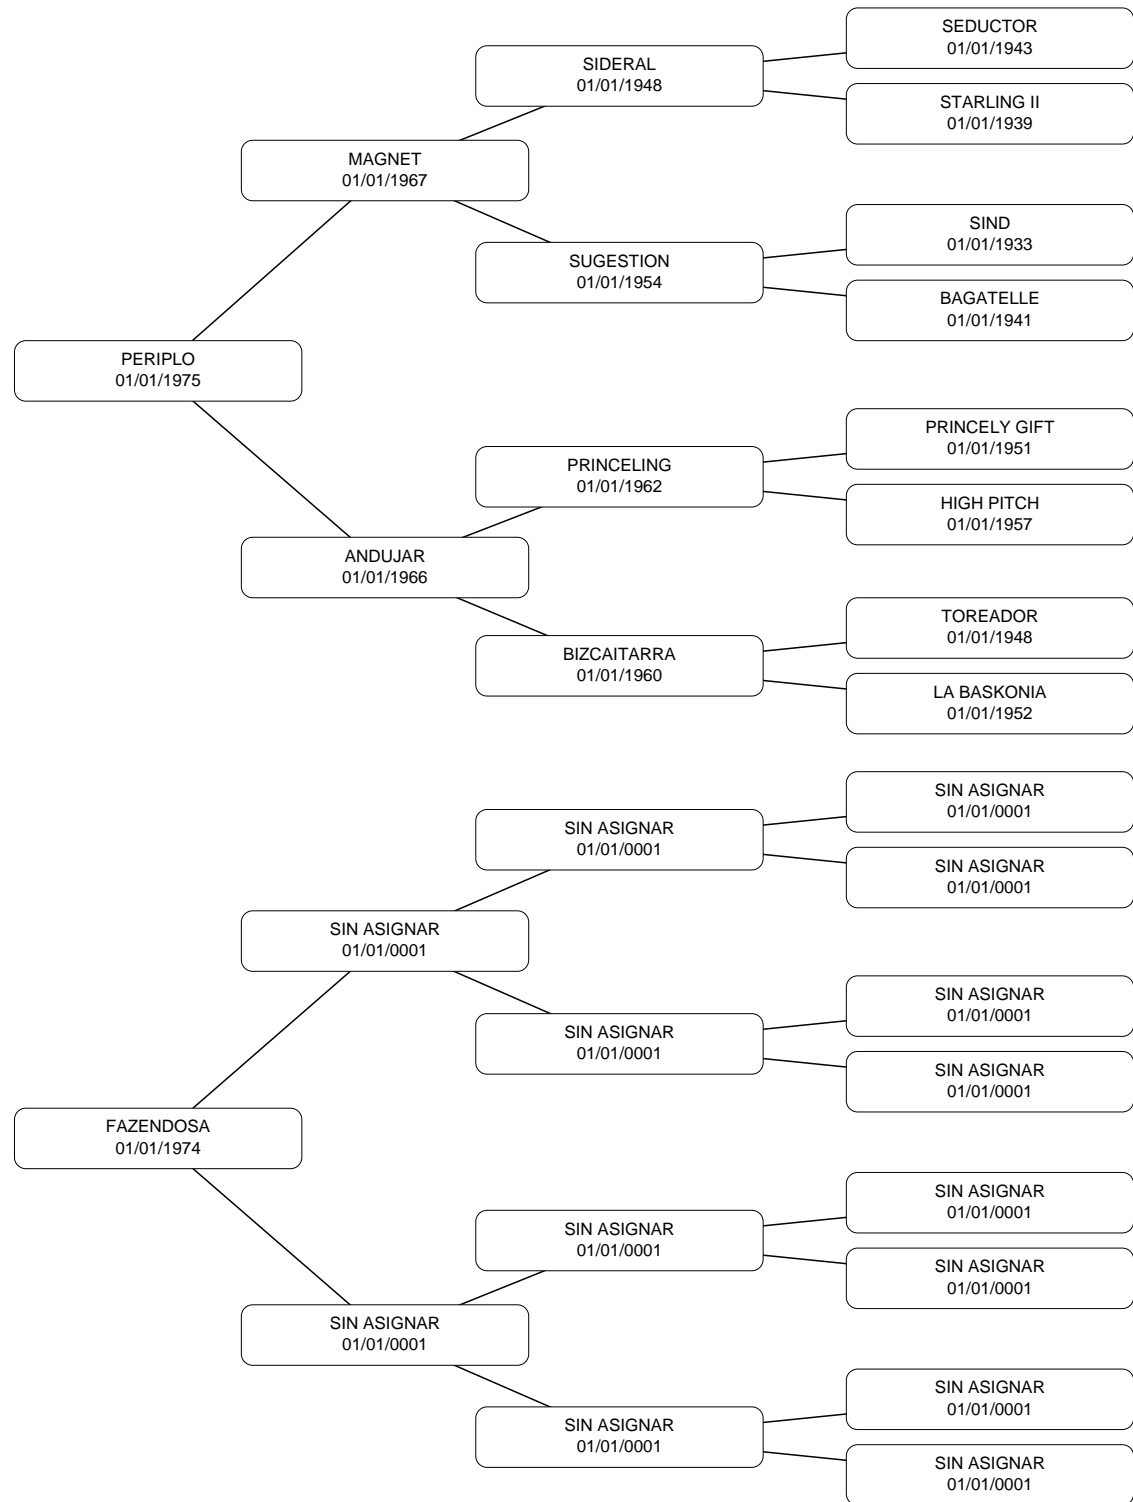 SEDUCTOR
01/01/1943
SIDERAL
01/01/1948
STARLING II
01/01/1939
MAGNET
01/01/1967
SIND
01/01/1933
SUGESTION
01/01/1954
BAGATELLE
01/01/1941
PERIPLO
01/01/1975
PRINCELY GIFT
01/01/1951
PRINCELING
01/01/1962
HIGH PITCH
01/01/1957
ANDUJAR
01/01/1966
TOREADOR
01/01/1948
BIZCAITARRA
01/01/1960
LA BASKONIA
01/01/1952
SIN ASIGNAR
01/01/0001
SIN ASIGNAR
01/01/0001
SIN ASIGNAR
01/01/0001
SIN ASIGNAR
01/01/0001
SIN ASIGNAR
01/01/0001
SIN ASIGNAR
01/01/0001
SIN ASIGNAR
01/01/0001
FAZENDOSA
01/01/1974
SIN ASIGNAR
01/01/0001
SIN ASIGNAR
01/01/0001
SIN ASIGNAR
01/01/0001
SIN ASIGNAR
01/01/0001
SIN ASIGNAR
01/01/0001
SIN ASIGNAR
01/01/0001
SIN ASIGNAR
01/01/0001